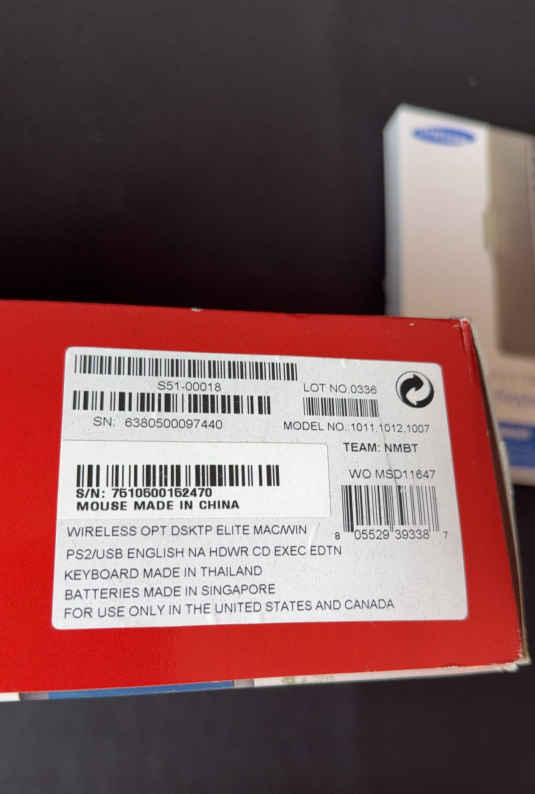 S51-00018
LOT NO.0336
SN: 6380500097440
MODEL NO.:1011.1012.1007
TEAM: NMBT
WO MSD11647
S/N: 7610500152470
MOUSE MADE IN CHINA
8 05529 39338 7
WIRELESS OPT DSKTP ELITE MAC/WIN
PS2/USB ENGLISH NA HDWR CD EXEC EDTN
KEYBOARD MADE IN THAILAND
BATTERIES MADE IN SINGAPORE
FOR USE ONLY IN THE UNITED STATES AND CANADA